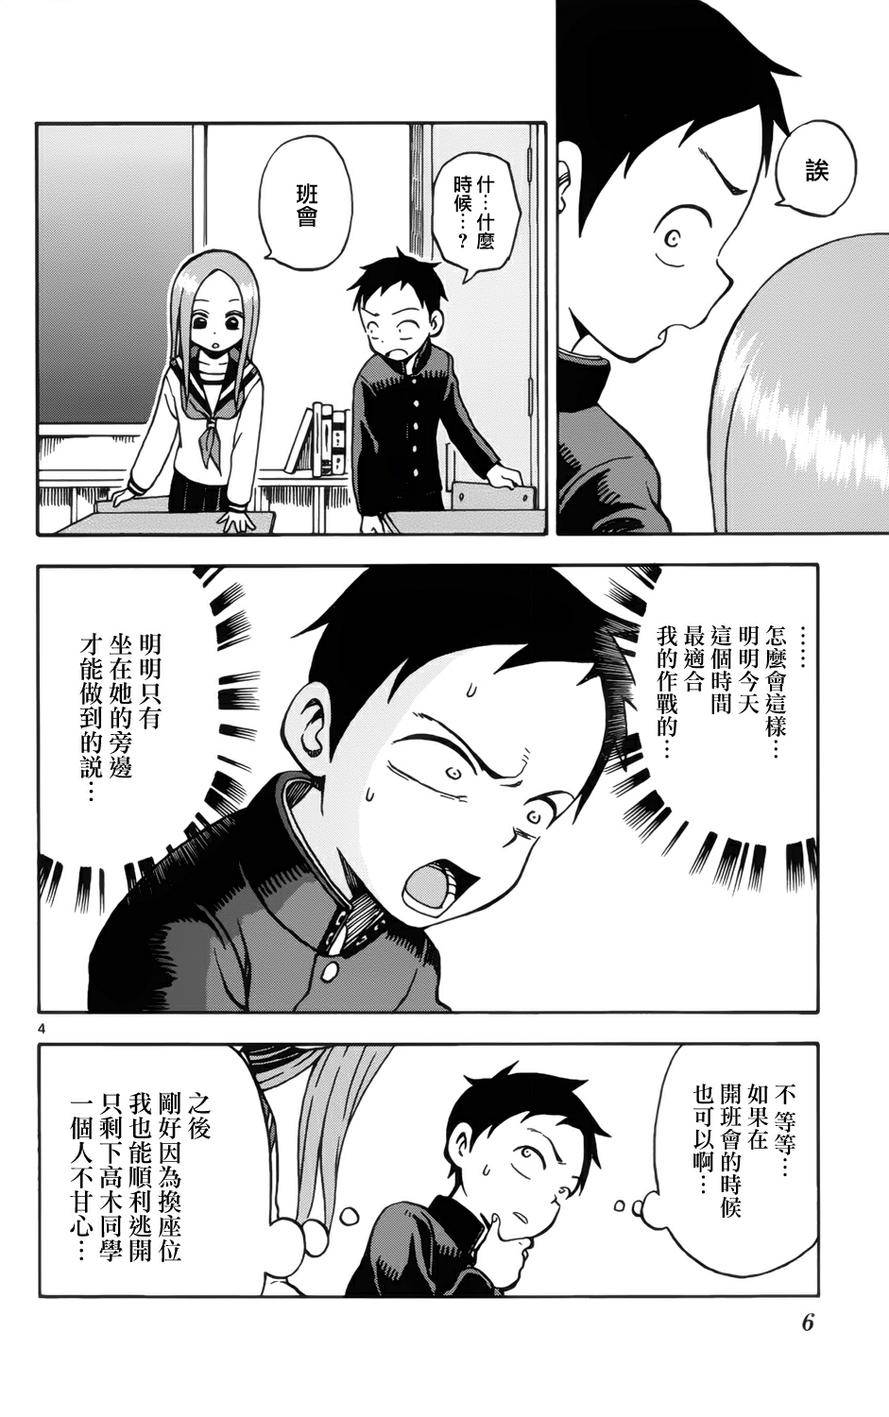 誒
什…什麼
時候…?
班會
……
怎麼會這樣…
明明今天
這個時間
最適合
我的作戰的…
明明只有
坐在她的旁邊
才能做到的説…
4
不 等等…
如果在
開班會的時候
也可以啊…
之後
剛好因為換座位
我也能順利逃開
只剩下高木同學
一個人不甘心…
6